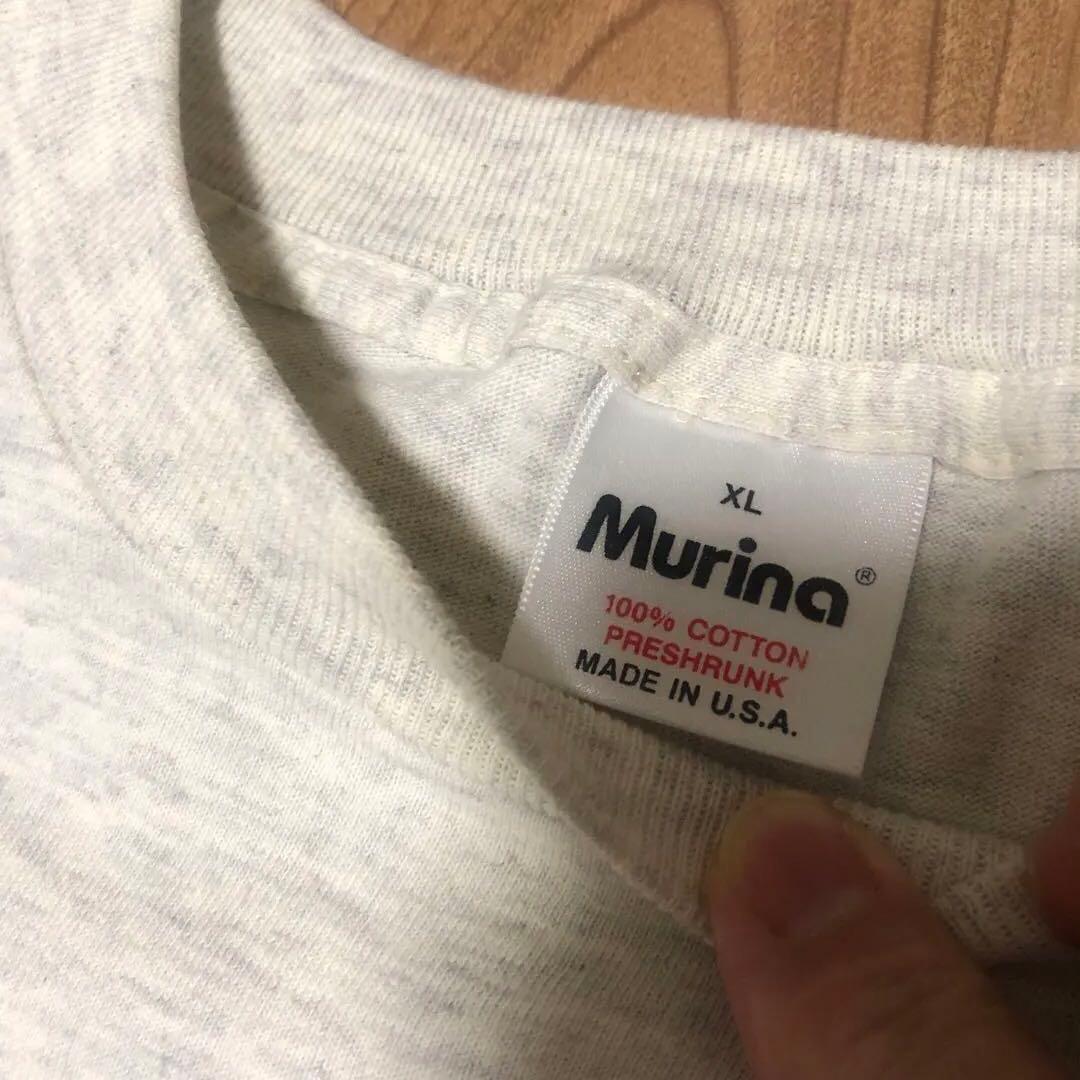 XL
Murina®
100% COTTON
PRESHRUNK
MADE IN U.S.A.